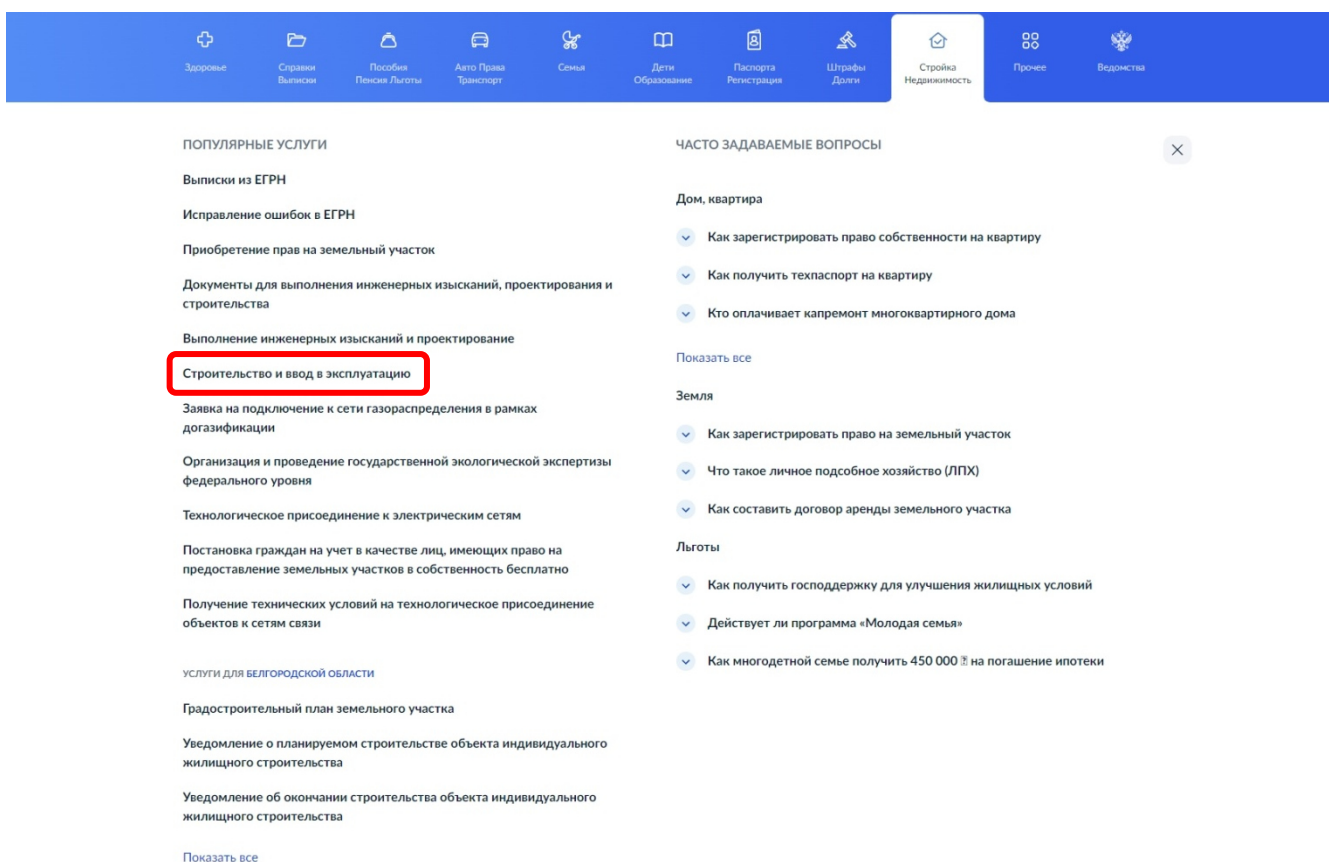 Здоровье
Справки
Выписки
Пособия
Пенсия Льготы
Авто Права
Транспорт
Семья
Дети
Образование
Паспорта
Регистрация
Штрафы
Долги
Стройка
Недвижимость
Прочее
Ведомства
ПОПУЛЯРНЫЕ УСЛУГИ
Выписки из ЕГРН
Исправление ошибок в ЕГРН
Приобретение прав на земельный участок
Документы для выполнения инженерных изысканий, проектирования и
строительства
Выполнение инженерных изысканий и проектирование
Строительство и ввод в эксплуатацию
Заявка на подключение к сети газораспределения в рамках
догазификации
Организация и проведение государственной экологической экспертизы
федерального уровня
Технологическое присоединение к электрическим сетям
Постановка граждан на учет в качестве лиц, имеющих право на
предоставление земельных участков в собственность бесплатно
Получение технических условий на технологическое присоединение
объектов к сетям связи
УСЛУГИ ДЛЯ БЕЛГОРОДСКОЙ ОБЛАСТИ
Градостроительный план земельного участка
Уведомление о планируемом строительстве объекта индивидуального
жилищного строительства
Уведомление об окончании строительства объекта индивидуального
жилищного строительства
Показать все
ЧАСТО ЗАДАВАЕМЫЕ ВОПРОСЫ
Дом, квартира
Как зарегистрировать право собственности на квартиру
Как получить техпаспорт на квартиру
Кто оплачивает капремонт многоквартирного дома
Показать все
Земля
Как зарегистрировать право на земельный участок
Что такое личное подсобное хозяйство (ЛПХ)
Как составить договор аренды земельного участка
Льготы
Как получить господдержку для улучшения жилищных условий
Действует ли программа «Молодая семья»
Как многодетной семье получить 450 000 на погашение ипотеки